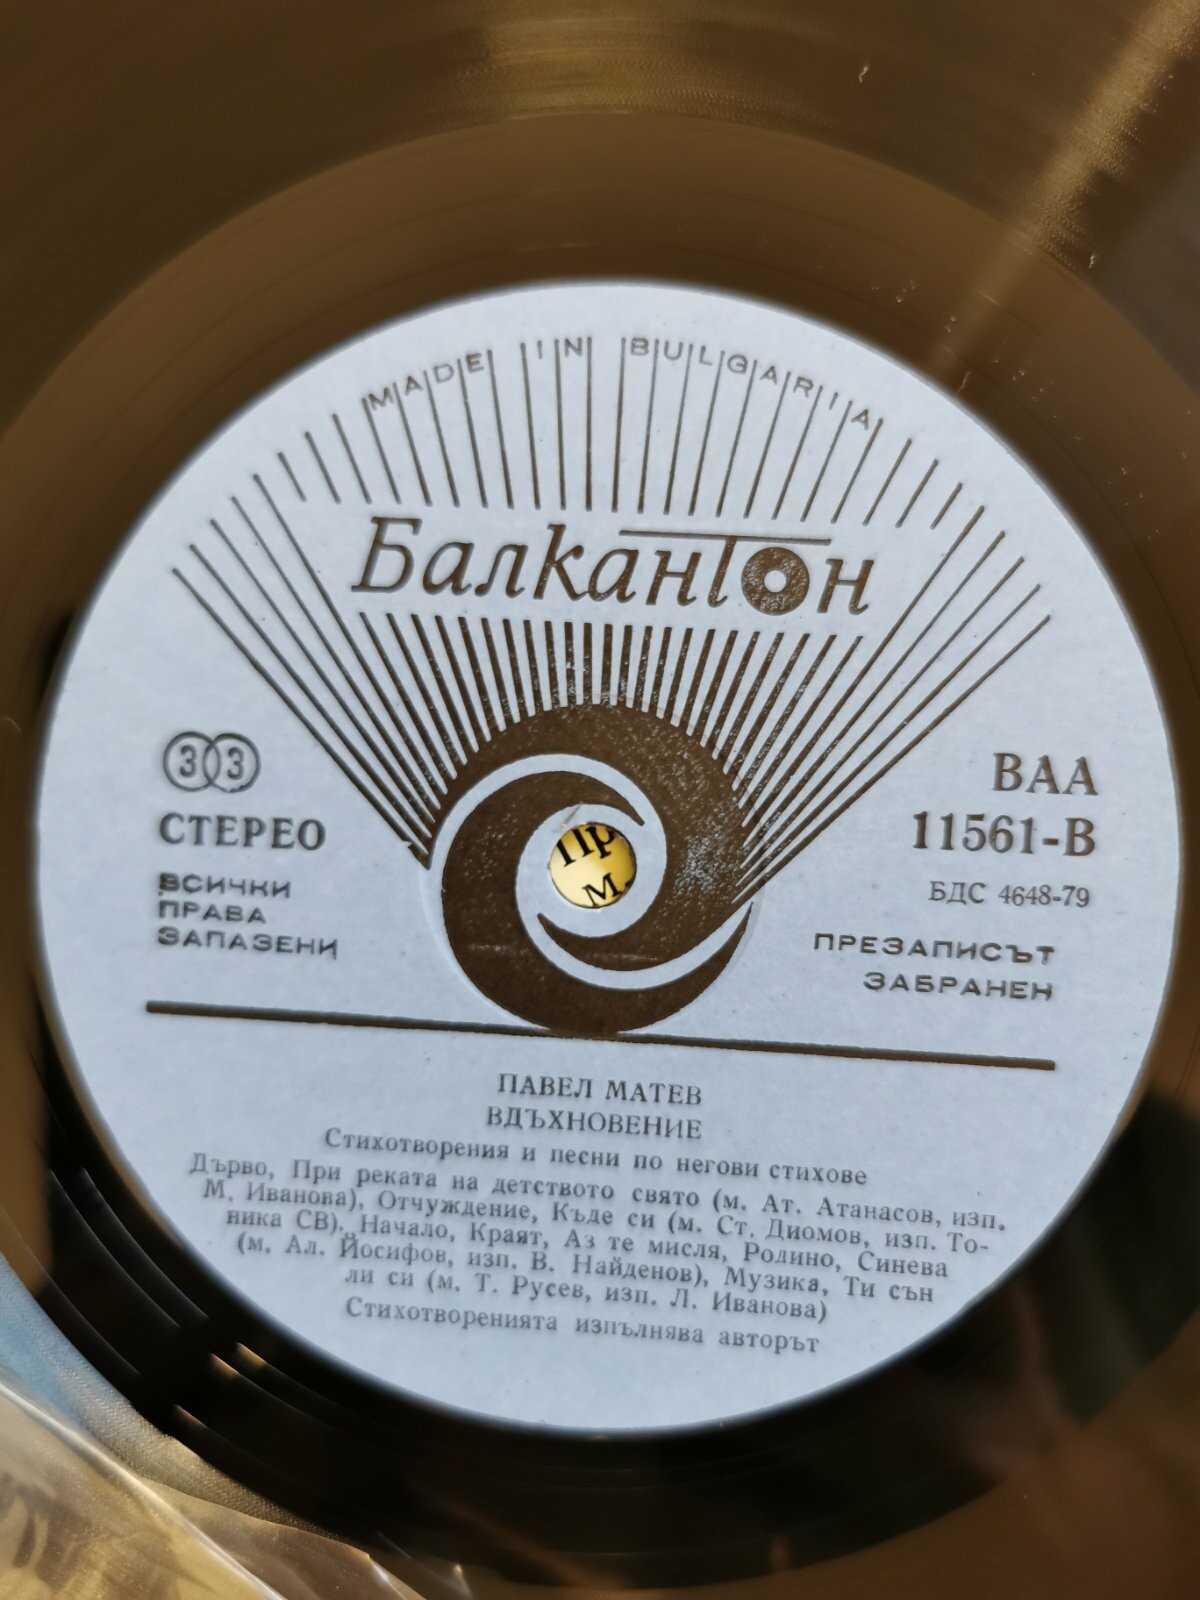 MADE IN BULGARIA
Балкантон
33
СТЕРЕО
ВСИЧКИ
ПРАВА
ЗАПАЗЕНИ
ВАА
11561-В
БДС 4648-79
ПРЕЗАПИСЪТ
ЗАБРАНЕН
Пр
м.
ПАВЕЛ МАТЕВ
ВДЪХНОВЕНИЕ
Стихотворения и песни по негови стихове
Дърво, При реката на детството свято (м. Ат. Атанасов, изп.
М. Иванова), Отчуждение, Къде си (м. Ст. Диомов, изп. То-
ника СВ), Начало, Краят, Аз те мисля, Родино, Синева
(м. Ал. Йосифов, изп. В. Найденов), Музика, Ти сън
ли си (м. Т. Русев, изп. Л. Иванова)
Стихотворенията изпълнява авторът